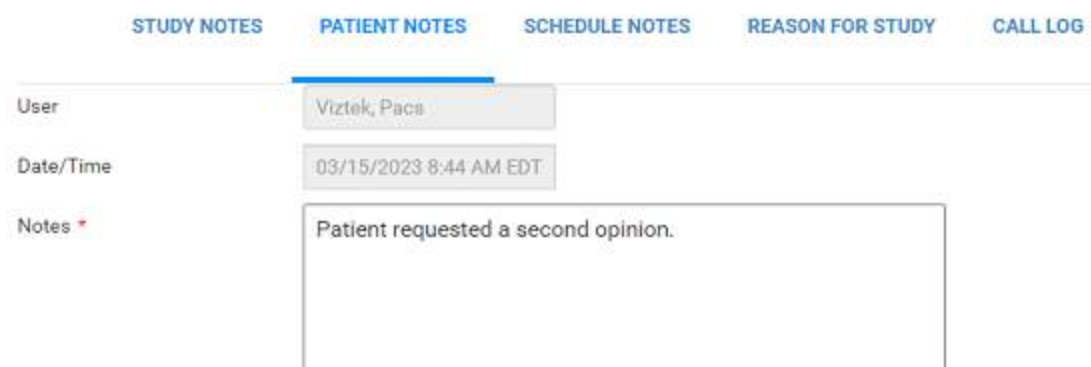 STUDY NOTES PATIENT NOTES SCHEDULE NOTES REASON FOR STUDY CALL LOG
User Viztek, Pacs
Date/Time 03/15/2023 8:44 AM EDT
Notes * Patient requested a second opinion.